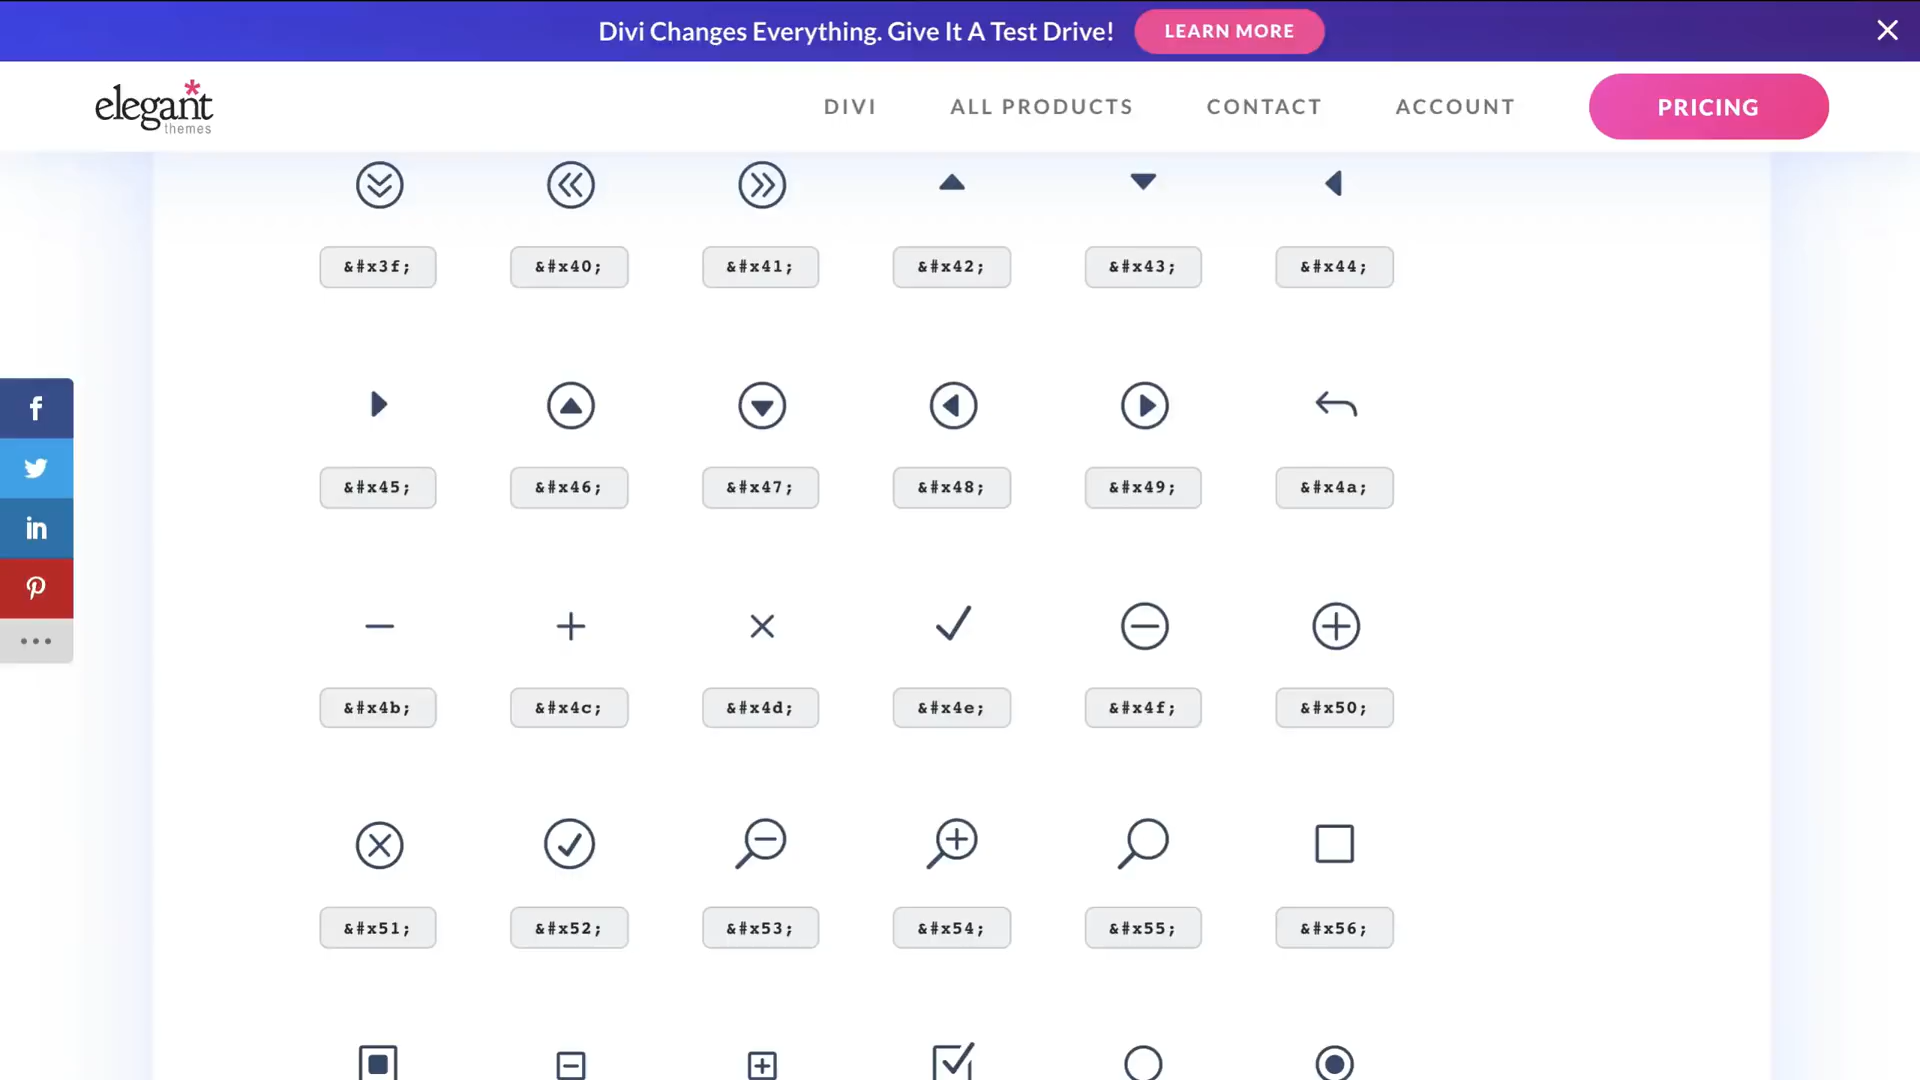 Divi Changes Everything. Give It A Test Drive! LEARN MORE
elegant themes
DIVI ALL PRODUCTS CONTACT ACCOUNT PRICING
&#x3f; &#x40; &#x41; &#x42; &#x43; &#x44;
&#x45; &#x46; &#x47; &#x48; &#x49; &#x4a;
&#x4b; &#x4c; &#x4d; &#x4e; &#x4f; &#x50;
&#x51; &#x52; &#x53; &#x54; &#x55; &#x56;